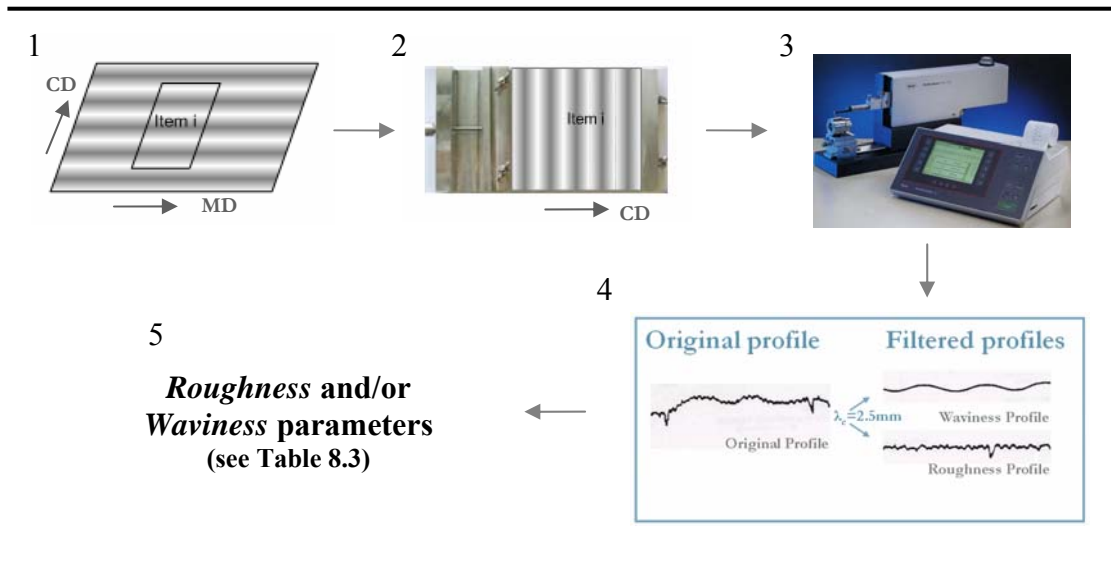 1
CD
Item i
MD
2
Item i
CD
3
4
Original profile
Filtered profiles
Original Profile
λc=2.5mm
Waviness Profile
Roughness Profile
5
Roughness and/or
Waviness parameters
(see Table 8.3)